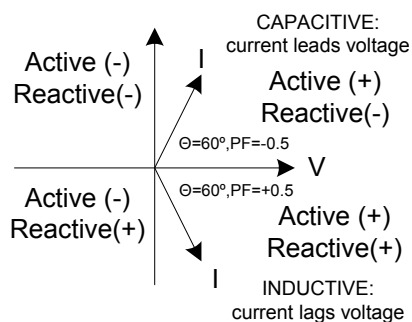 CAPACITIVE:
current leads voltage
I
Active (-)
Reactive(-)
Active (+)
Reactive(-)
Θ=60º,PF=-0.5
V
Θ=60º,PF=+0.5
Active (-)
Reactive(+)
Active (+)
Reactive(+)
I
INDUCTIVE:
current lags voltage